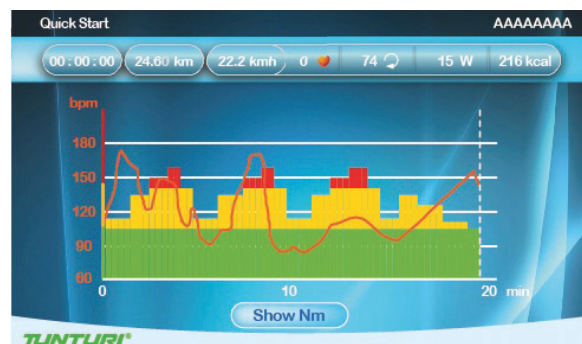 Quick Start AAAAAAAA
00:00:00 24.60 km 22.2 kmh 0 74 15 W 216 kcal
bpm
180
150
120
90
60
0 10 20 min
Show Nm
TUNTURI®